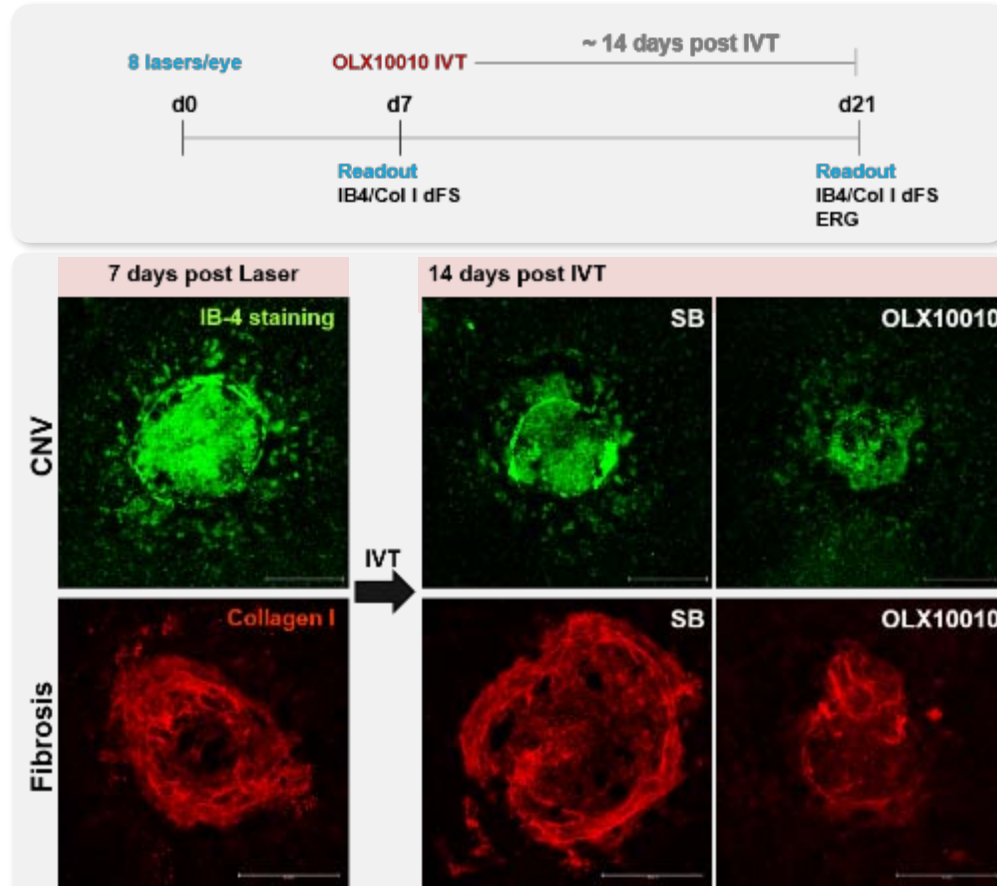 ~ 14 days post IVT
8 lasers/eye
OLX10010 IVT
d0
d7
d21
Readout
IB4/Col I dFS
Readout
IB4/Col I dFS
ERG
7 days post Laser
14 days post IVT
CNV
IB-4 staining
SB
OLX10010
IVT
Fibrosis
Collagen I
SB
OLX10010